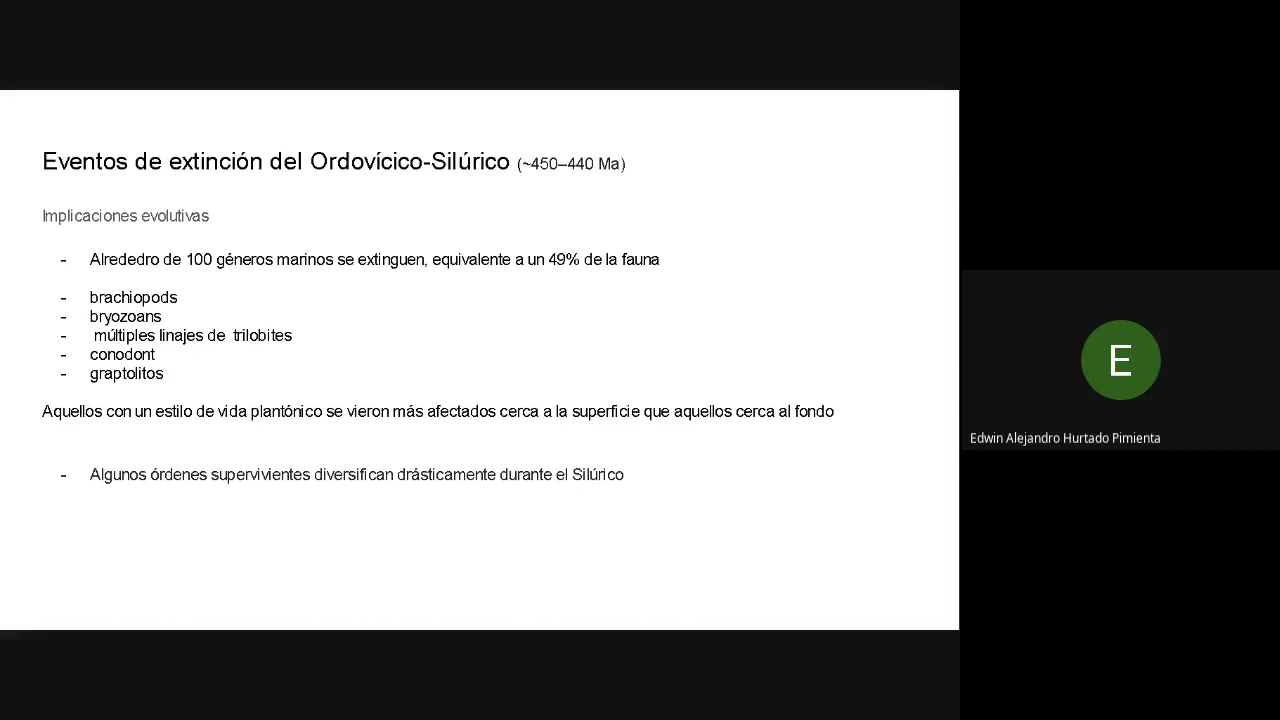 Eventos de extinción del Ordovícico-Silúrico (~450–440 Ma)
Implicaciones evolutivas
- Alrededro de 100 géneros marinos se extinguen, equivalente a un 49% de la fauna
- brachiopods
- bryozoans
- múltiples linajes de trilobites
- conodont
- graptolitos
Aquellos con un estilo de vida plantónico se vieron más afectados cerca a la superficie que aquellos cerca al fondo
- Algunos órdenes supervivientes diversifican drásticamente durante el Silúrico
E
Edwin Alejandro Hurtado Pimienta